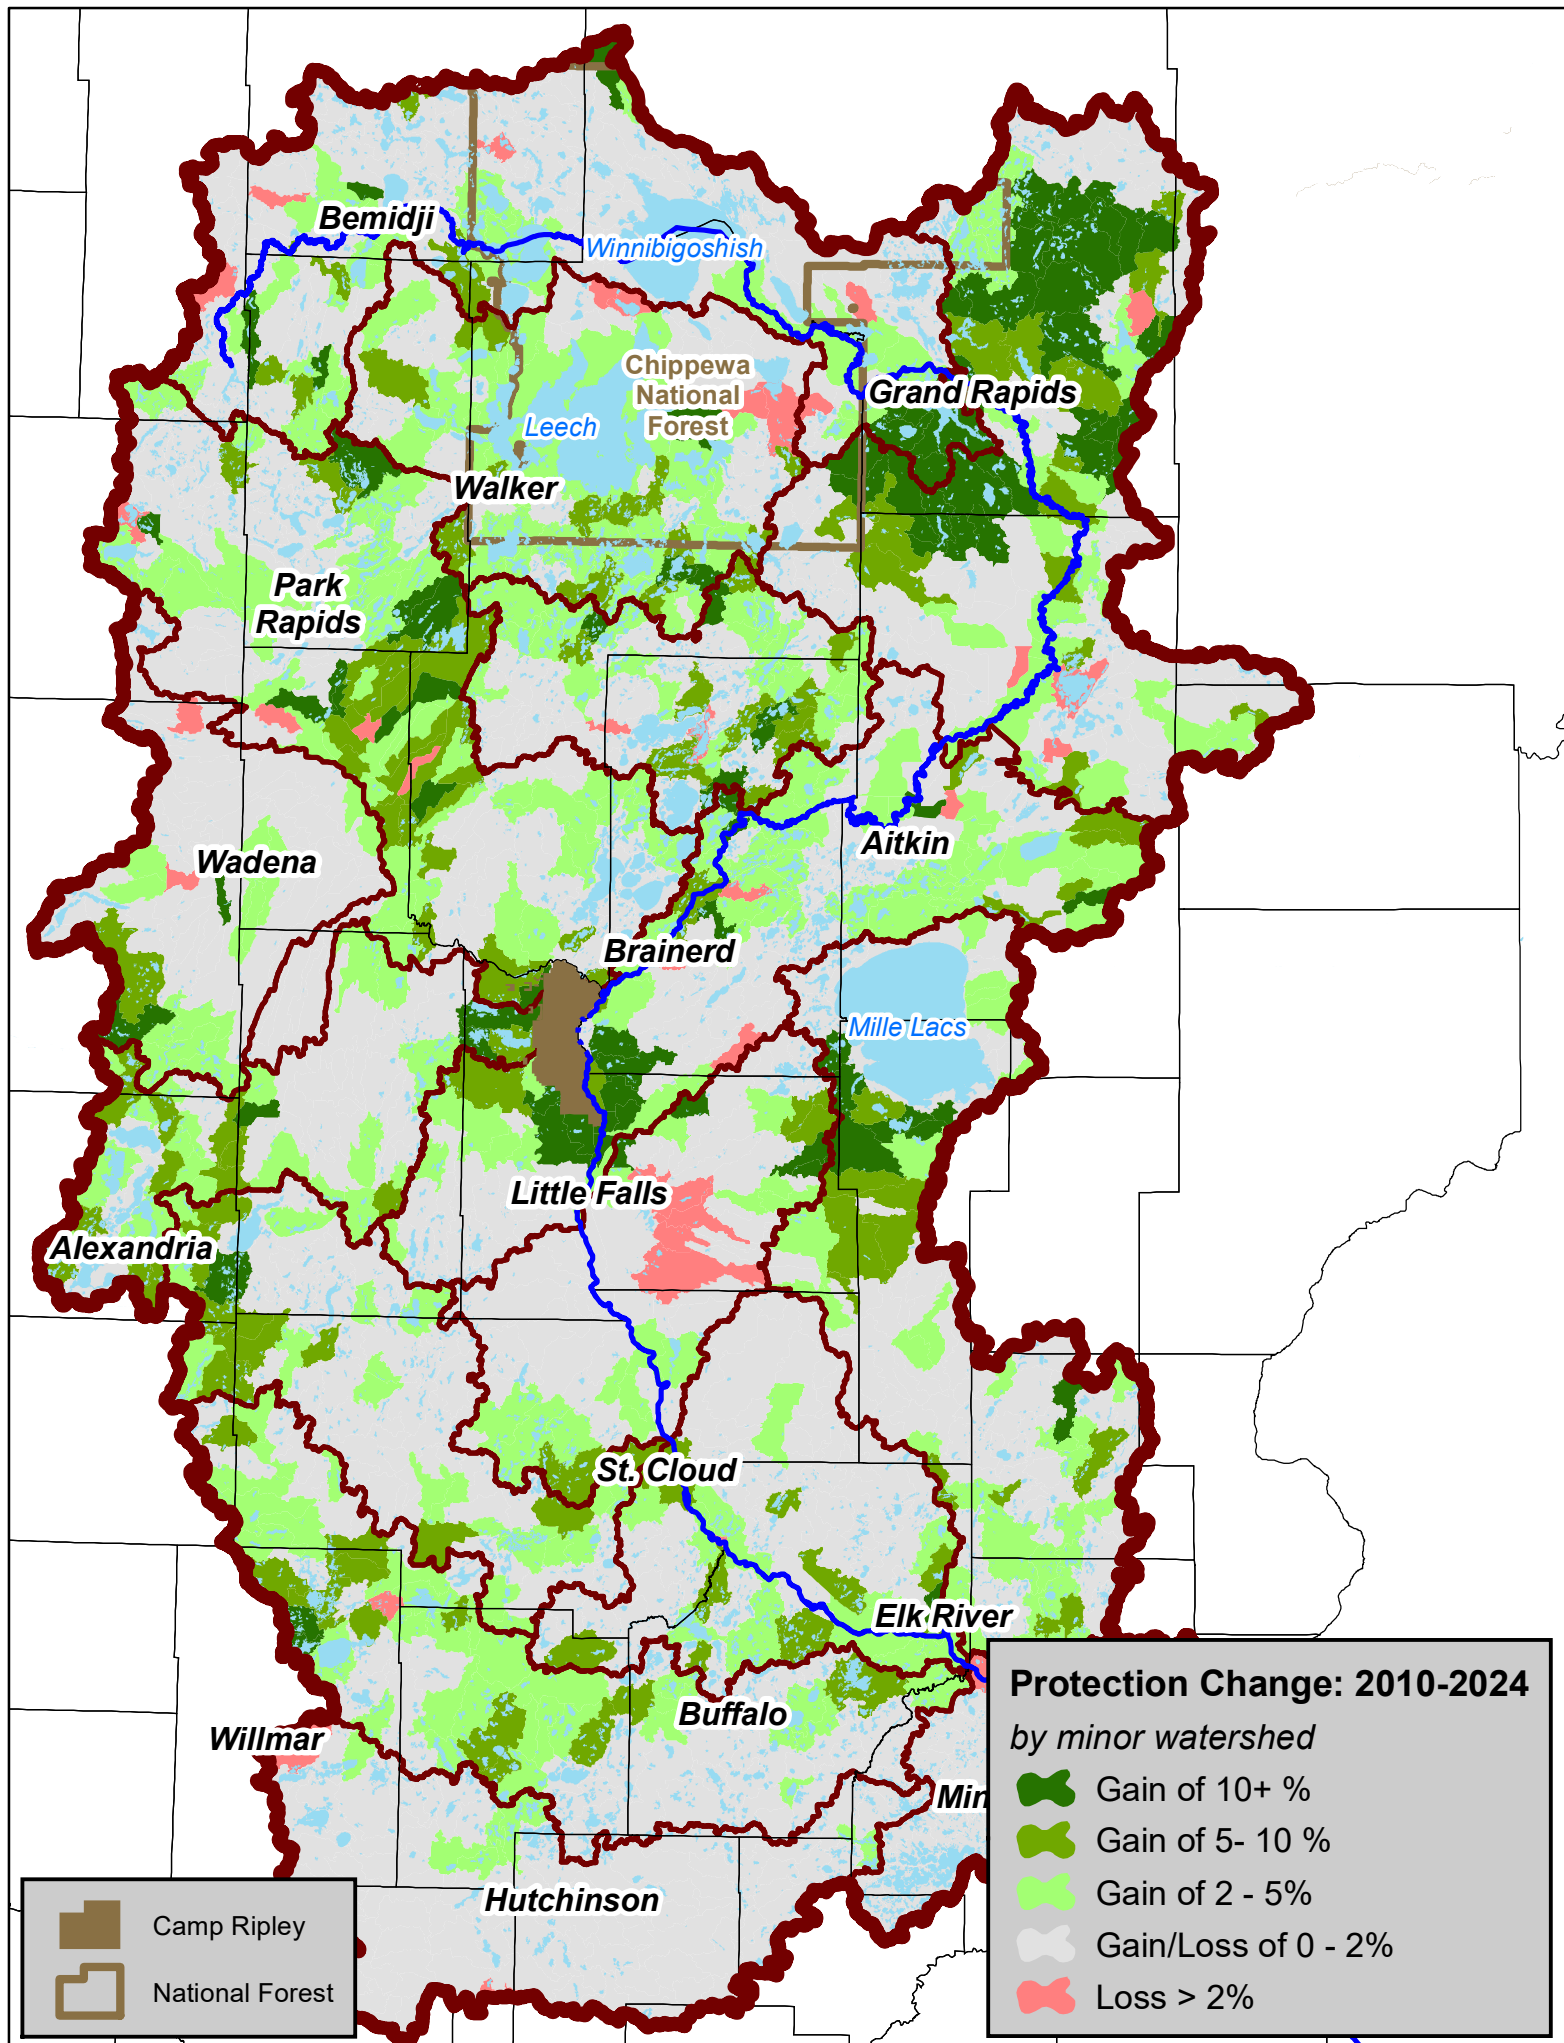 Bemidji
Winnibigoshish
Chippewa
National
Forest
Grand Rapids
Leech
Walker
Park
Rapids
Aitkin
Wadena
Brainerd
Mille Lacs
Little Falls
Alexandria
St. Cloud
Elk River
Buffalo
Willmar
Min
Hutchinson
Protection Change: 2010-2024
by minor watershed
Gain of 10+ %
Gain of 5- 10 %
Gain of 2 - 5%
Gain/Loss of 0 - 2%
Loss > 2%
Camp Ripley
National Forest